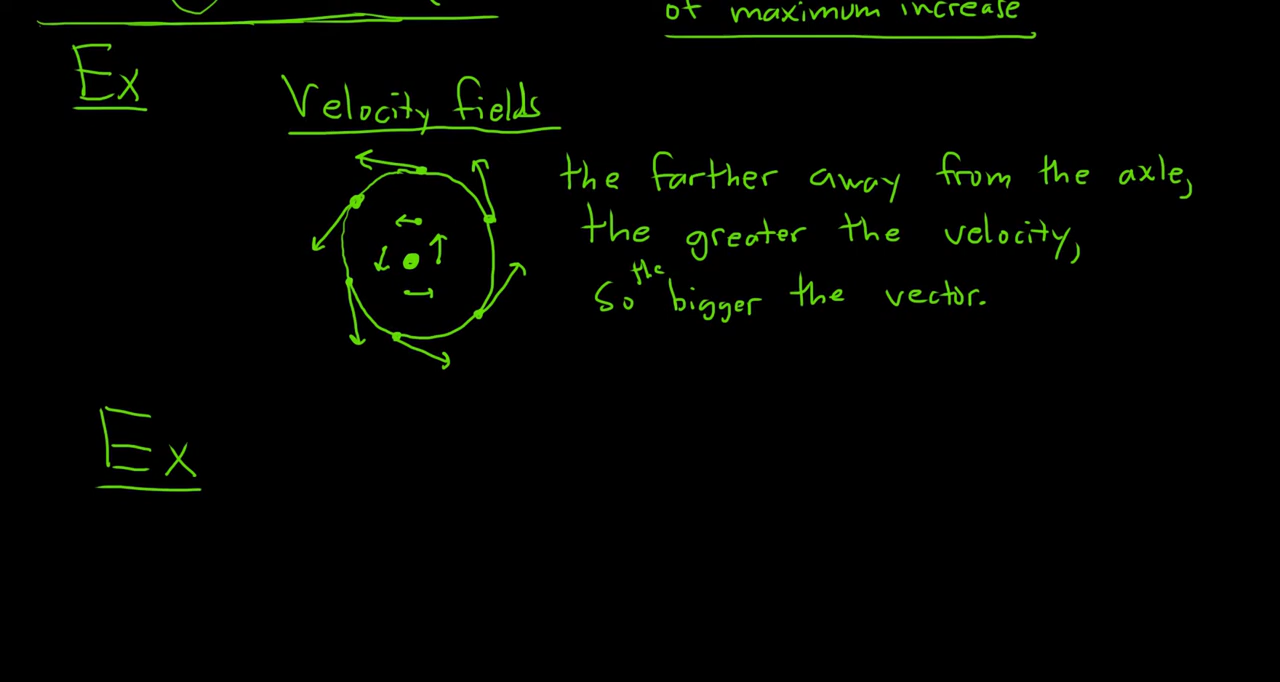 of maximum increase
Ex
Velocity fields
the farther away from the axle,
the greater the velocity,
so the bigger the vector.
Ex